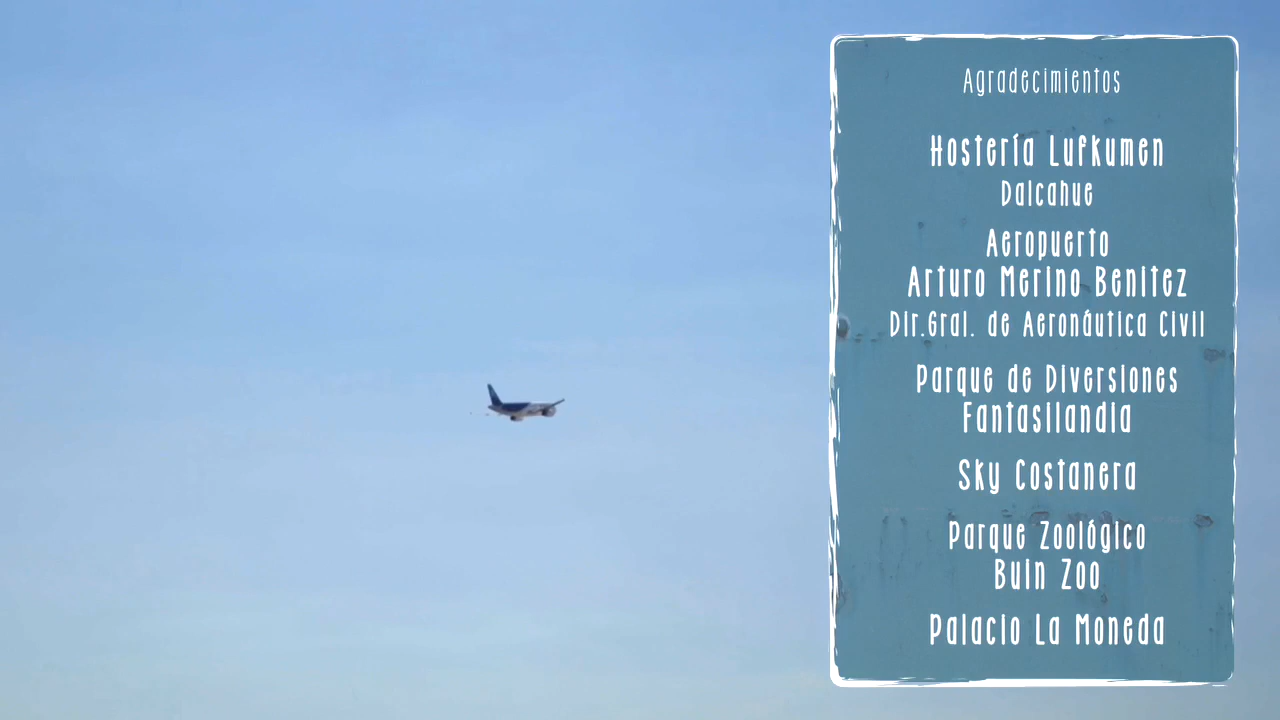 Agradecimientos
Hostería Lufkumen
Dalcahue
Aeropuerto
Arturo Merino Benitez
Dir.Gral. de Aeronáutica Civil
Parque de Diversiones
Fantasilandia
Sky Costanera
Parque Zoológico
Buin Zoo
Palacio La Moneda